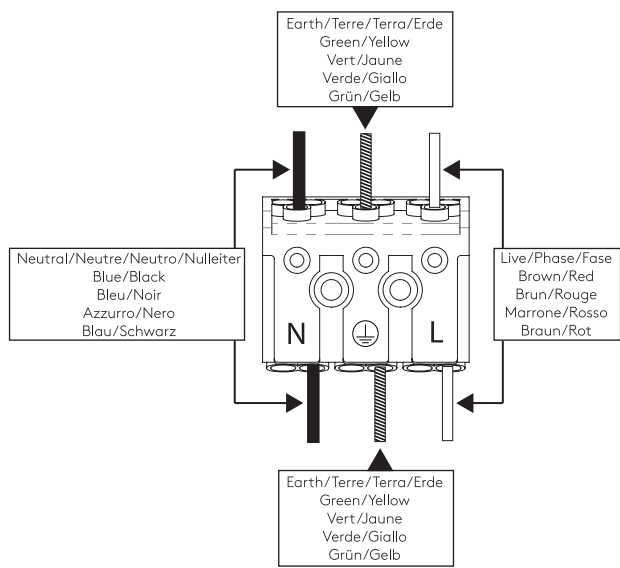 Earth/Terre/Terra/Erde
Green/Yellow
Vert/Jaune
Verde/Giallo
Grün/Gelb
Neutral/Neutre/Neutro/Nulleiter
Blue/Black
Bleu/Noir
Azzurro/Nero
Blau/Schwarz
N
L
Live/Phase/Fase
Brown/Red
Brun/Rouge
Marrone/Rosso
Braun/Rot
Earth/Terre/Terra/Erde
Green/Yellow
Vert/Jaune
Verde/Giallo
Grün/Gelb